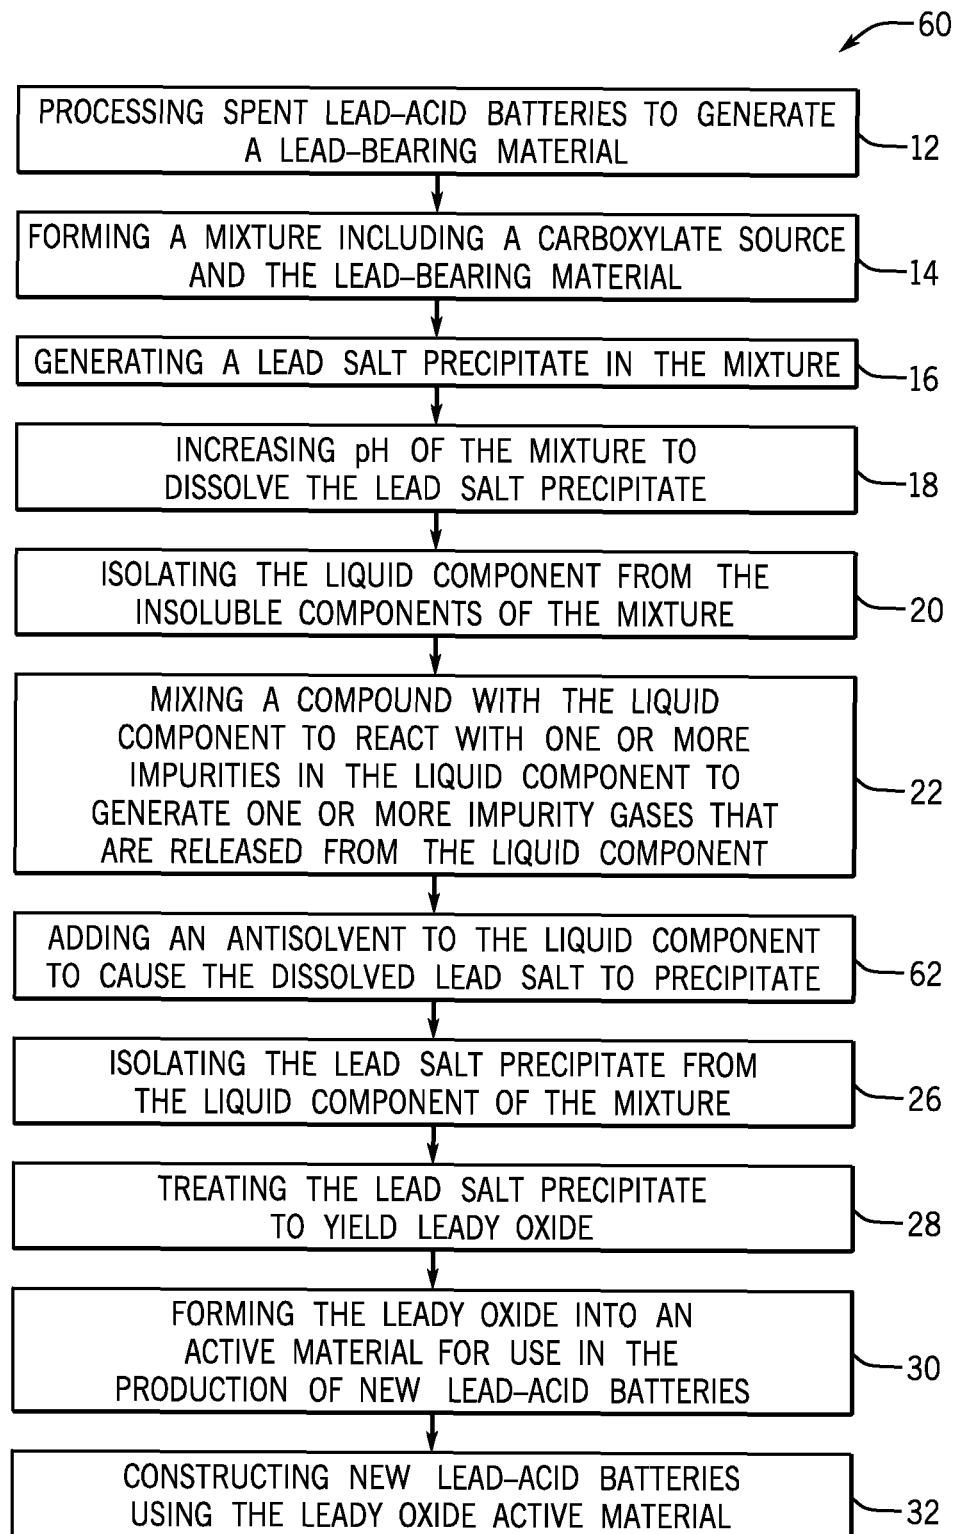 60
PROCESSING SPENT LEAD–ACID BATTERIES TO GENERATE
A LEAD–BEARING MATERIAL
12
FORMING A MIXTURE INCLUDING A CARBOXYLATE SOURCE
AND THE LEAD–BEARING MATERIAL
14
GENERATING A LEAD SALT PRECIPITATE IN THE MIXTURE
16
INCREASING pH OF THE MIXTURE TO
DISSOLVE THE LEAD SALT PRECIPITATE
18
ISOLATING THE LIQUID COMPONENT FROM THE
INSOLUBLE COMPONENTS OF THE MIXTURE
20
MIXING A COMPOUND WITH THE LIQUID
COMPONENT TO REACT WITH ONE OR MORE
IMPURITIES IN THE LIQUID COMPONENT TO
GENERATE ONE OR MORE IMPURITY GASES THAT
ARE RELEASED FROM THE LIQUID COMPONENT
22
ADDING AN ANTISOLVENT TO THE LIQUID COMPONENT
TO CAUSE THE DISSOLVED LEAD SALT TO PRECIPITATE
62
ISOLATING THE LEAD SALT PRECIPITATE FROM
THE LIQUID COMPONENT OF THE MIXTURE
26
TREATING THE LEAD SALT PRECIPITATE
TO YIELD LEADY OXIDE
28
FORMING THE LEADY OXIDE INTO AN
ACTIVE MATERIAL FOR USE IN THE
PRODUCTION OF NEW LEAD–ACID BATTERIES
30
CONSTRUCTING NEW LEAD–ACID BATTERIES
USING THE LEADY OXIDE ACTIVE MATERIAL
32